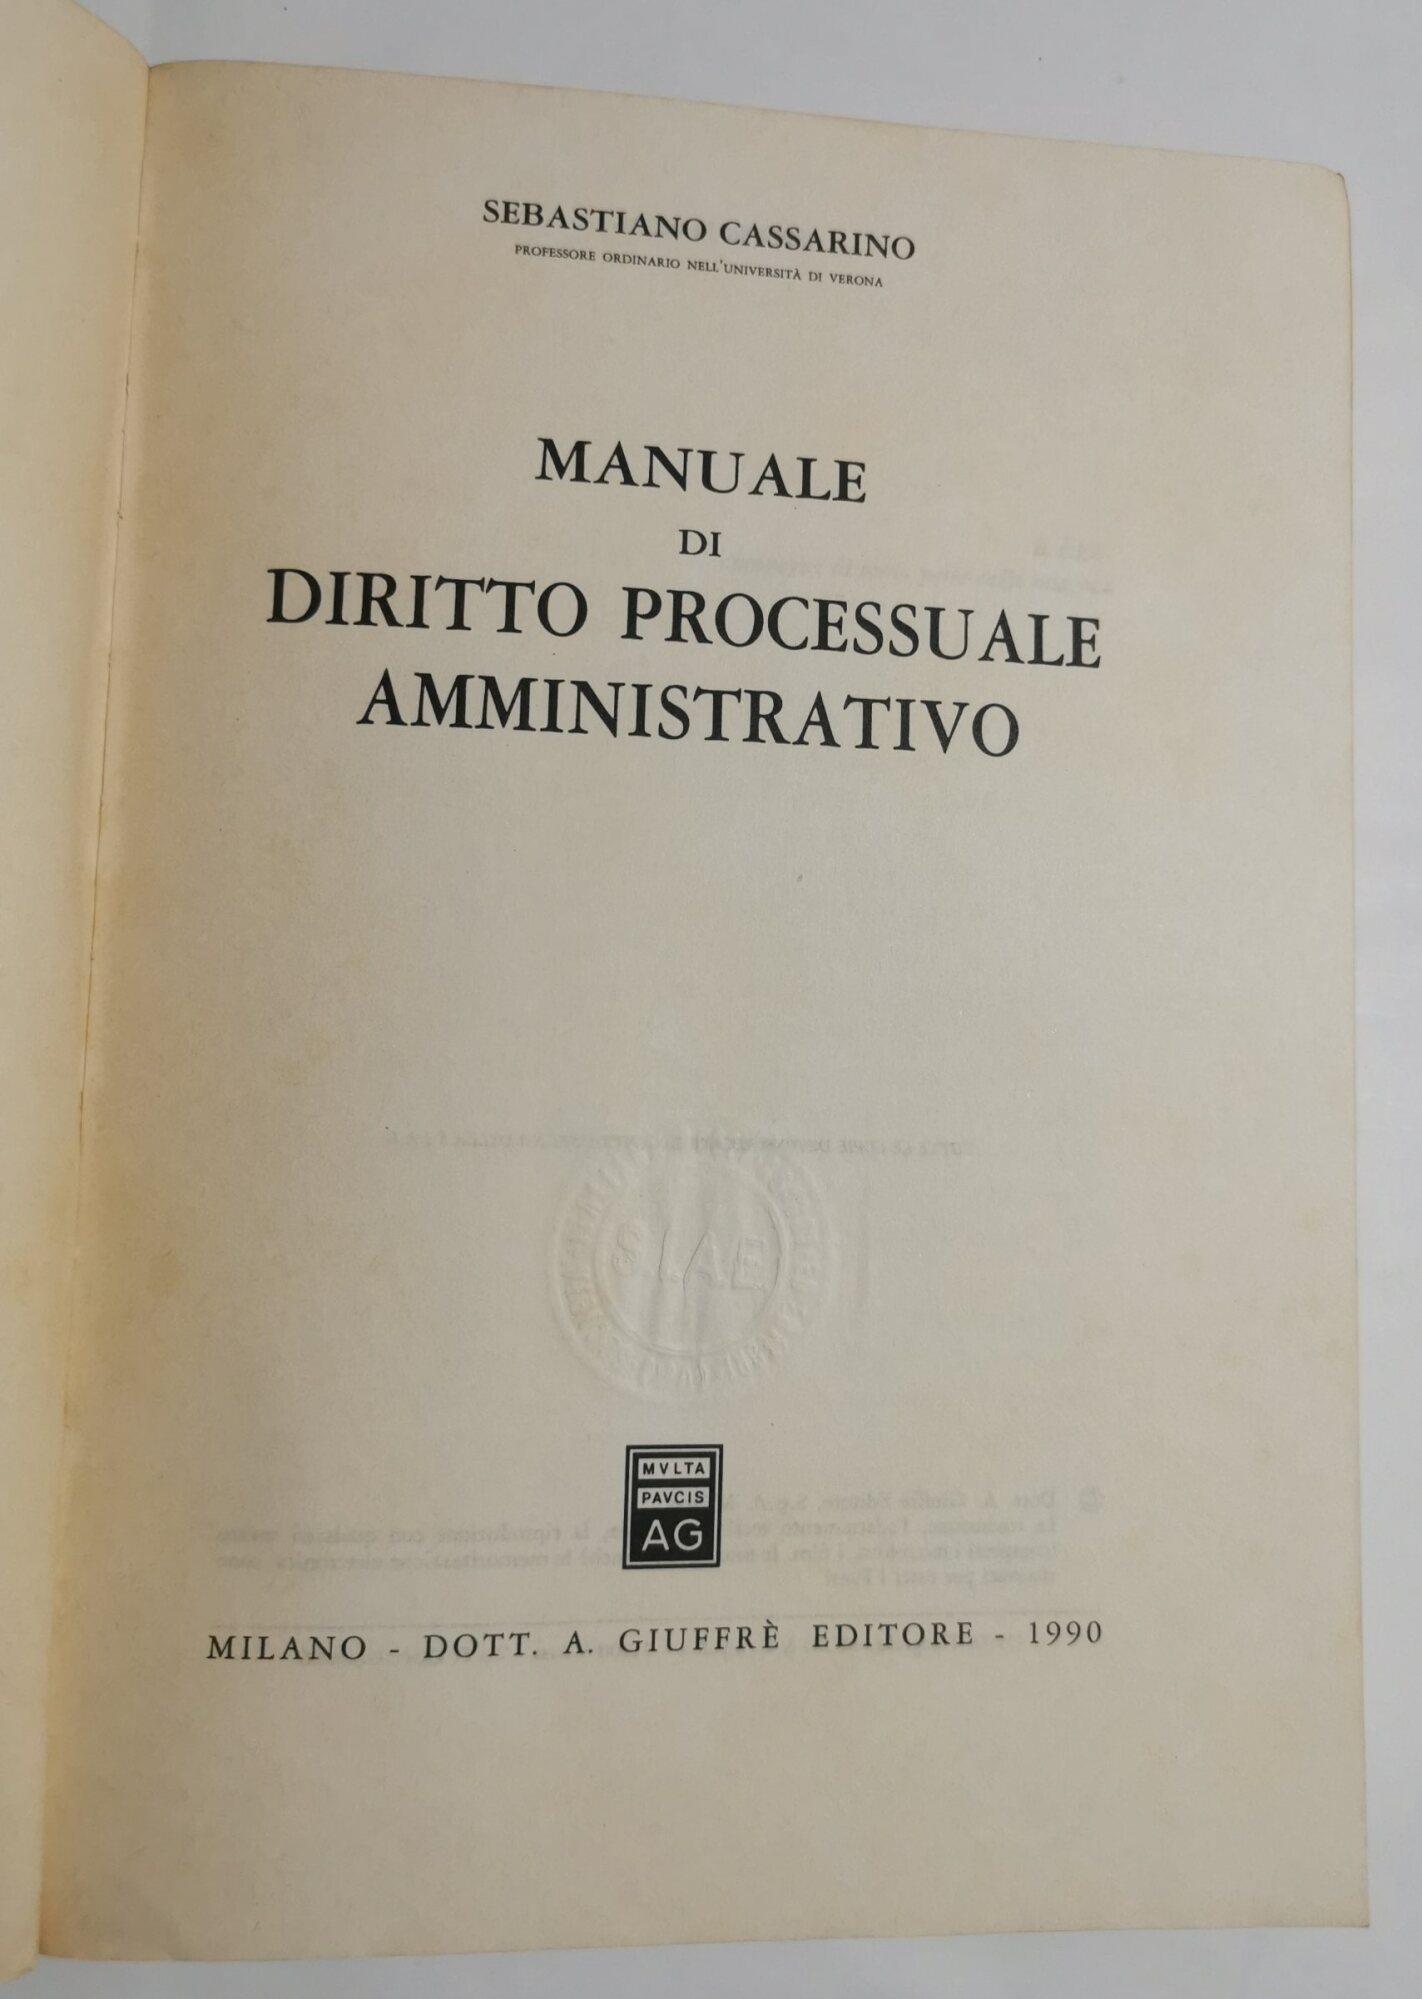 SEBASTIANO CASSARINO
PROFESSORE ORDINARIO NELL'UNIVERSITÀ DI VERONA
MANUALE
DI
DIRITTO PROCESSUALE
AMMINISTRATIVO
MVLTA
PAVCIS
AG
MILANO - DOTT. A. GIUFFRÈ EDITORE - 1990